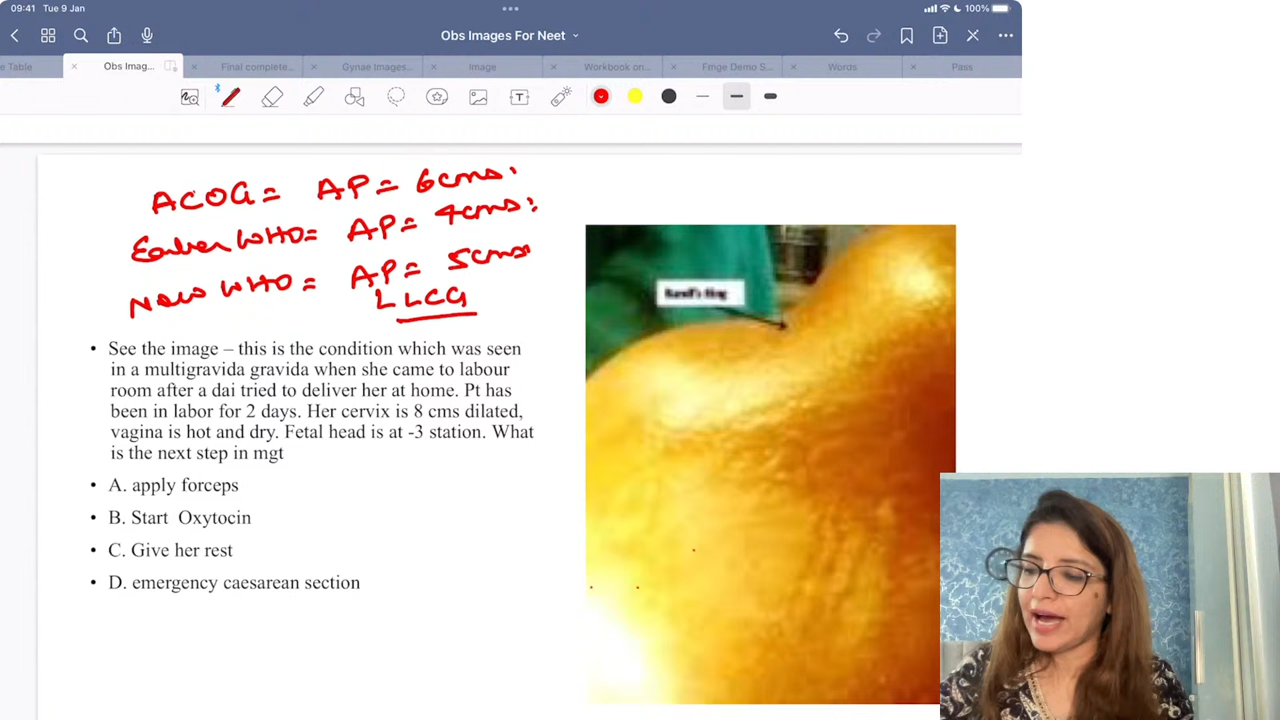 09:41 Tue 9 Jan
100%
Obs Images For Neet
e Table
Obs Imag...
Final complete...
Gynae Images...
Image
Workbook on...
Fmge Demo S...
Words
Pass
ACOG = AP = 6cms.
Earlier WHO = AP = 4cms.
New WHO = AP = 5cms
LLCG
Bandl's Ring
• See the image – this is the condition which was seen
in a multigravida gravida when she came to labour
room after a dai tried to deliver her at home. Pt has
been in labor for 2 days. Her cervix is 8 cms dilated,
vagina is hot and dry. Fetal head is at -3 station. What
is the next step in mgt
• A. apply forceps
• B. Start Oxytocin
• C. Give her rest
• D. emergency caesarean section